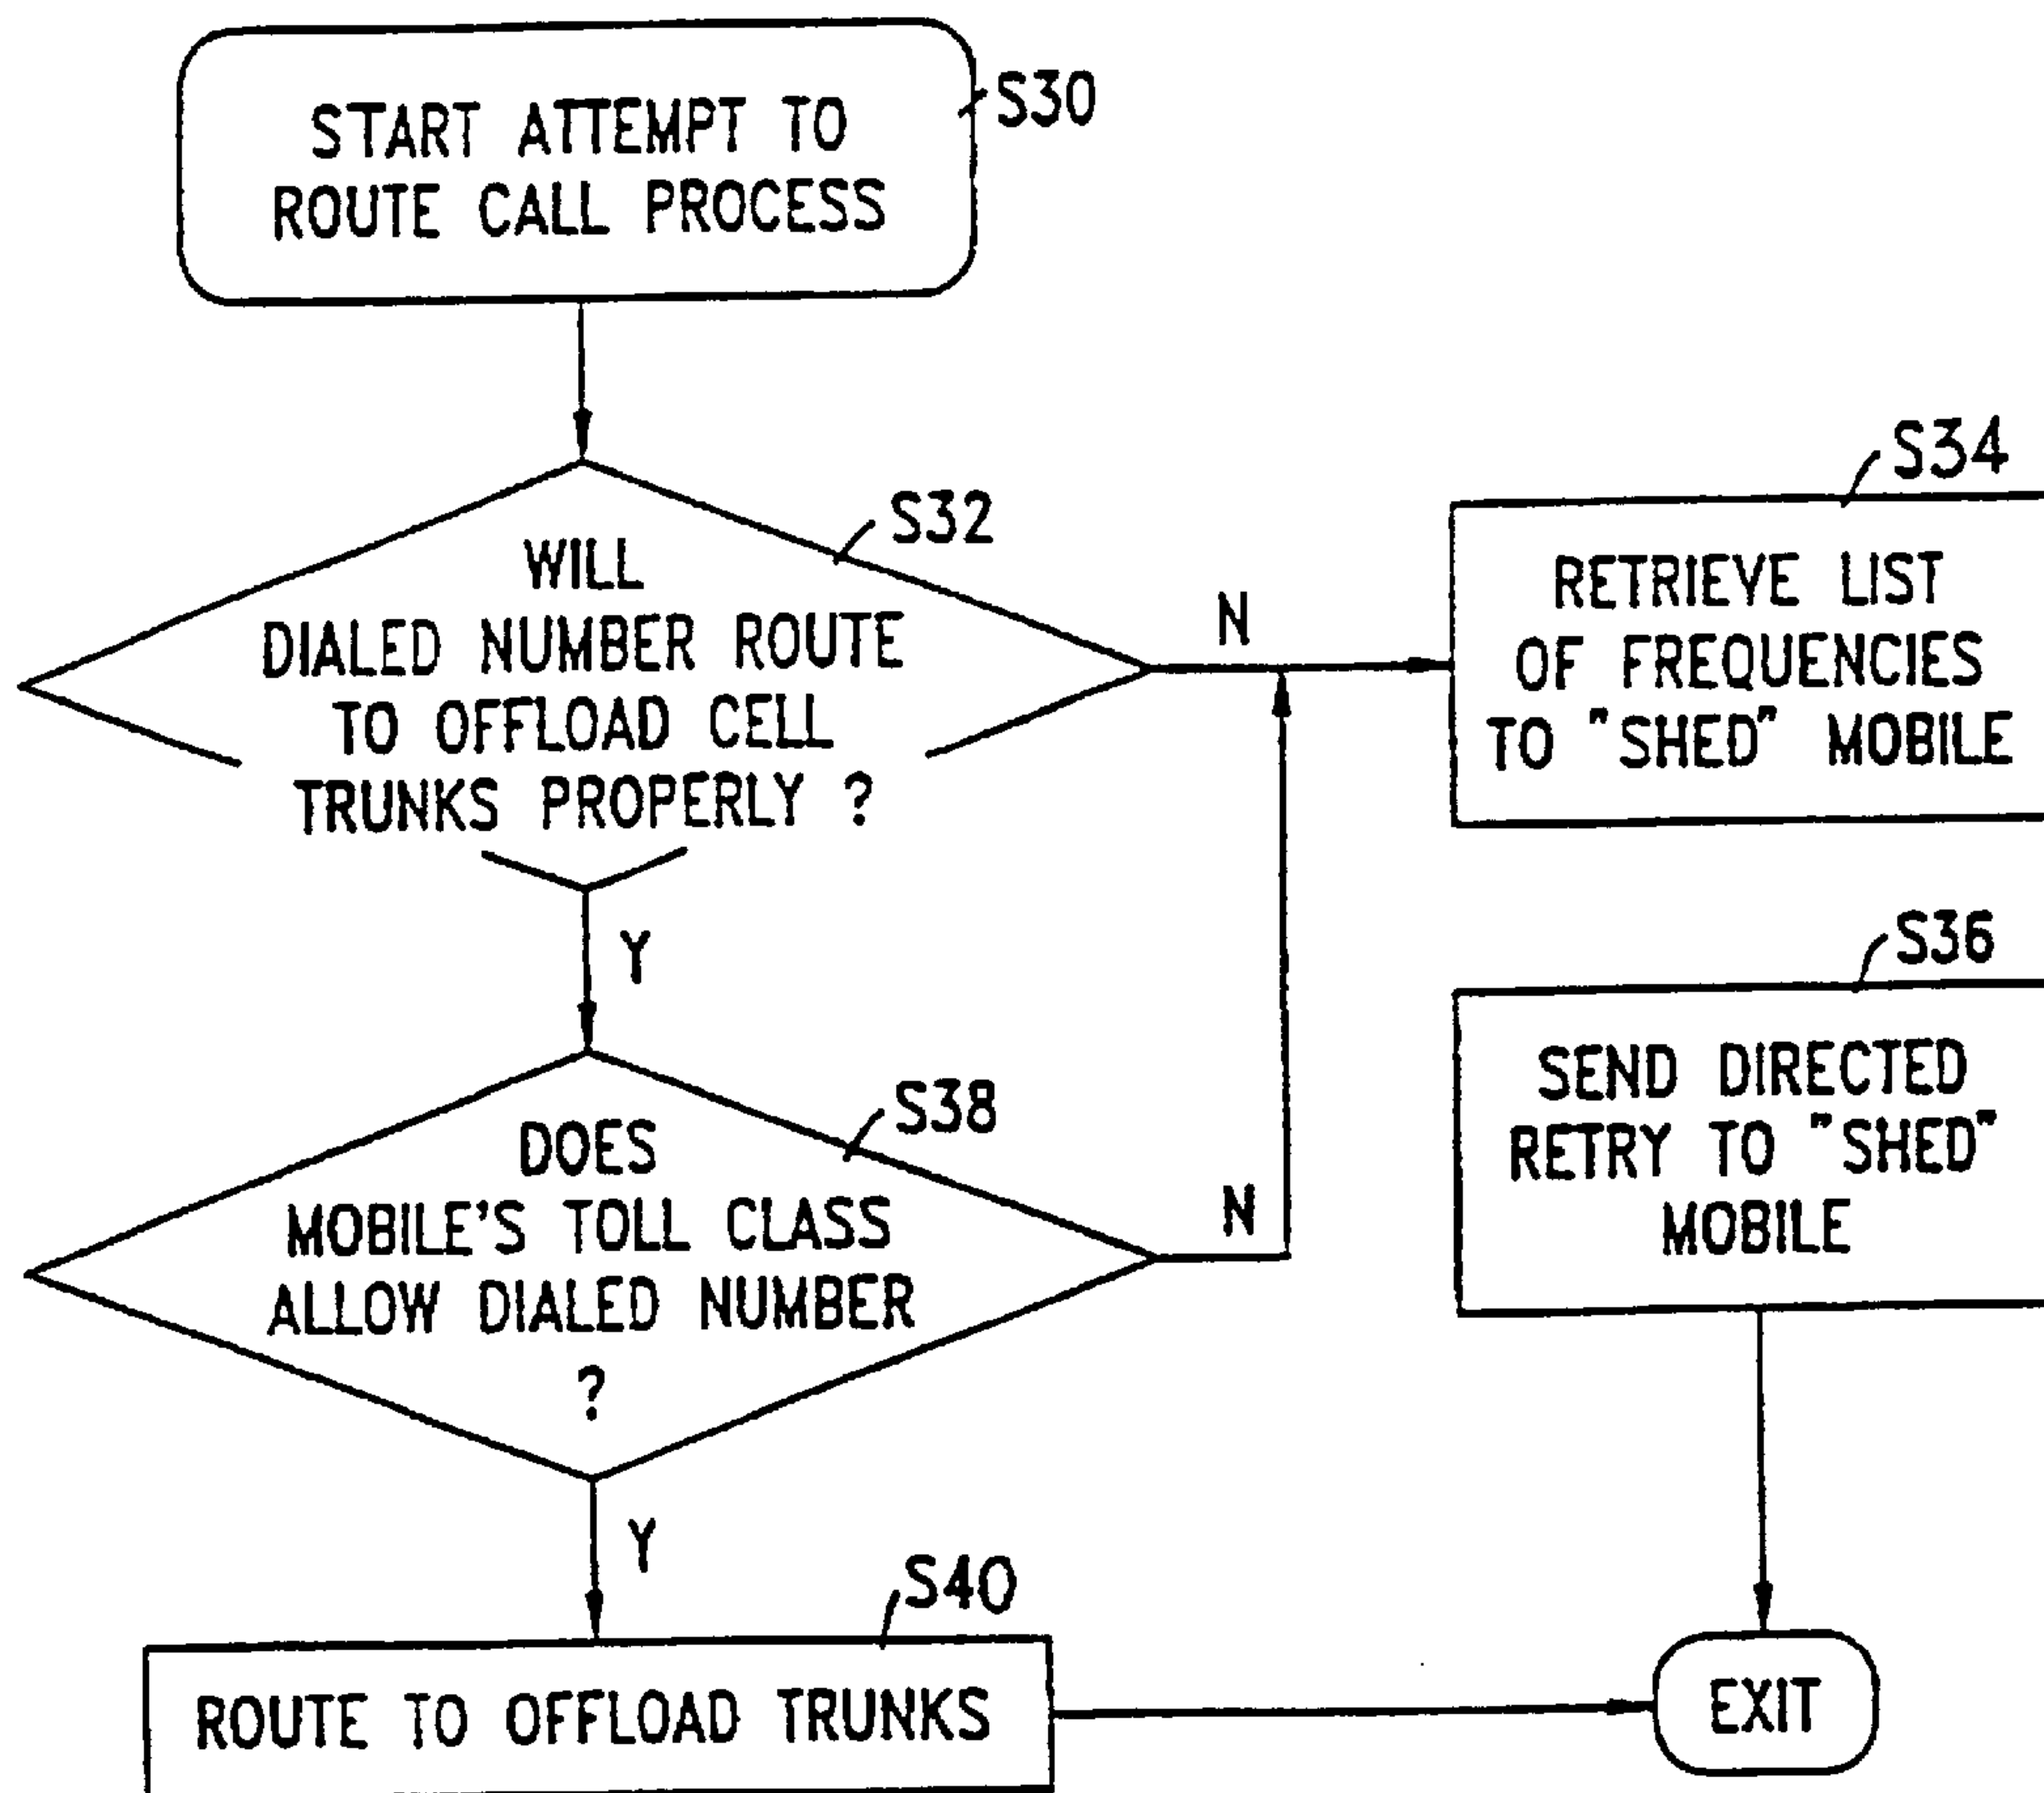 START ATTEMPT TO
ROUTE CALL PROCESS
S30
WILL
DIALED NUMBER ROUTE
TO OFFLOAD CELL
TRUNKS PROPERLY ?
S32
N
Y
RETRIEVE LIST
OF FREQUENCIES
TO "SHED" MOBILE
S34
SEND DIRECTED
RETRY TO "SHED"
MOBILE
S36
DOES
MOBILE'S TOLL CLASS
ALLOW DIALED NUMBER
?
S38
N
Y
ROUTE TO OFFLOAD TRUNKS
S40
EXIT